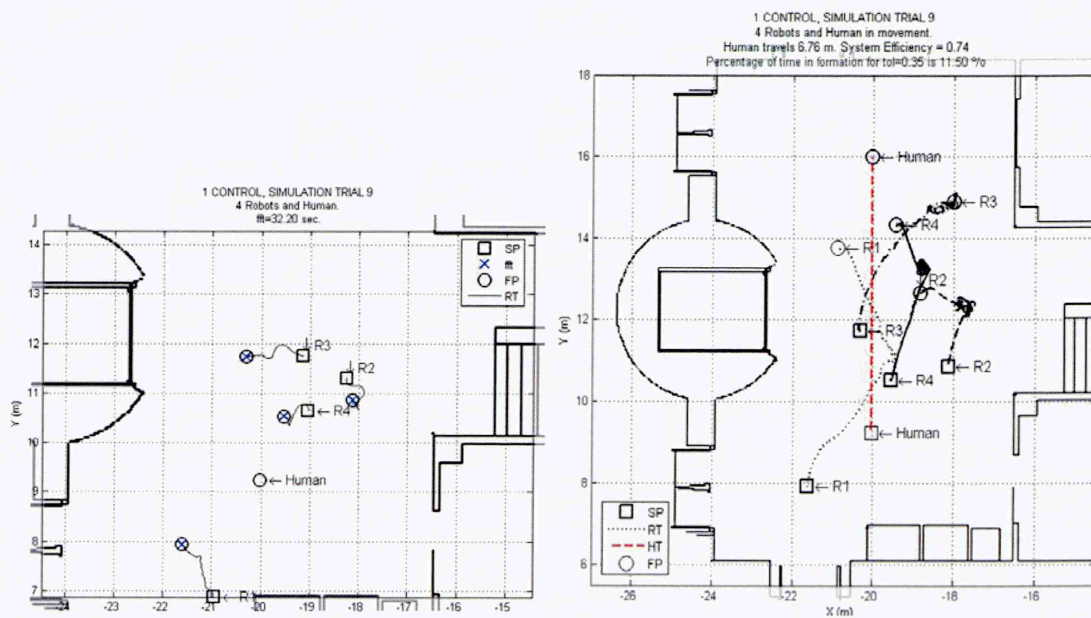 1 CONTROL, SIMULATION TRIAL 9
4 Robots and Human.
fft=32.20 sec.
14
13
12
11
10
9
8
7
Y (m)
SP
fft
FP
RT
R3
R2
R4
Human
-24
-23
-22
-21
-20
-19
-18
-17
-16
-15
1 CONTROL, SIMULATION TRIAL 9
4 Robots and Human in movement.
Human travels 6.76 m. System Efficiency = 0.74
Percentage of time in formation for tol=0.35 is 11.50 %
18
16
14
12
10
8
6
Y (m)
Human
R3
R4
R1
R2
R3
R4
R2
Human
R1
SP
RT
HT
FP
-26
-24
-22
-20
-18
-16
X (m)